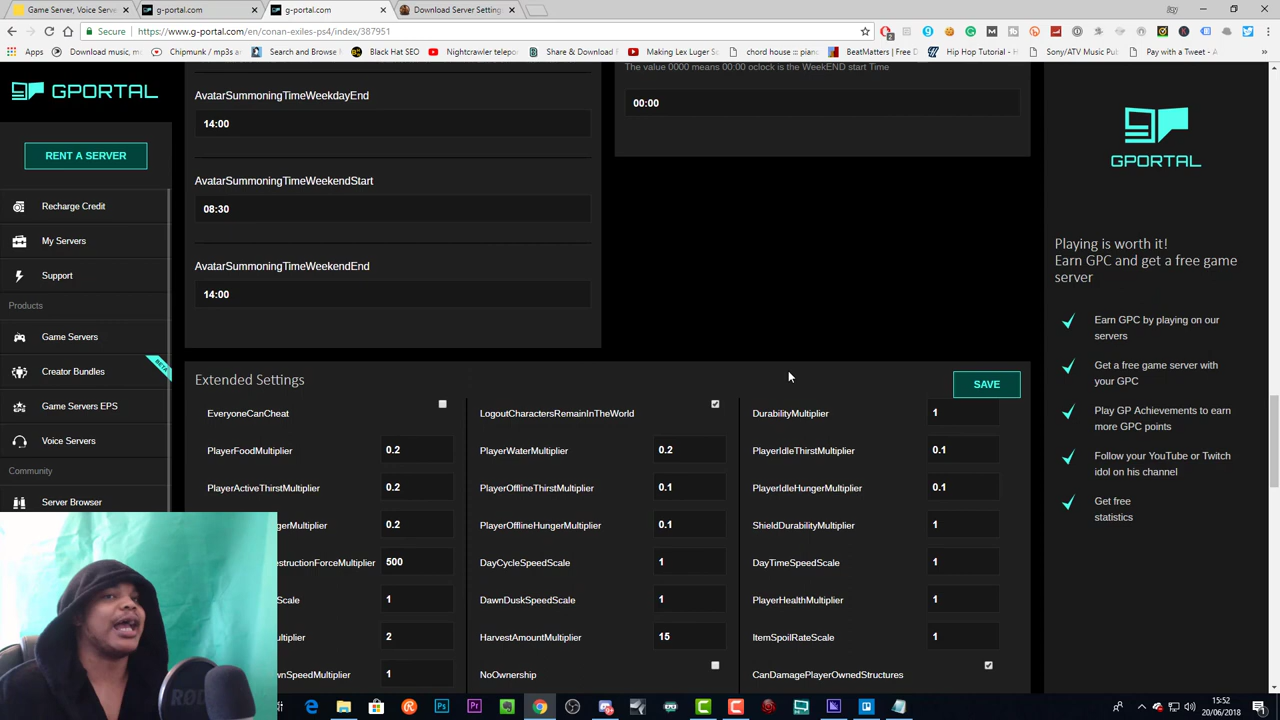 Game Server, Voice Serv
g-portal.com
g-portal.com
Download Server Setting
Secure
https://www.g-portal.com/en/conan-exiles-ps4/index/387951
Apps
Download music, m
Chipmunk / mp3 a
Search and Browse
Black Hat SEO
Nightcrawler telepor
Share & Download
Making Lex Luger
chord house ::: pian
BeatMatters | Free D
Hip Hop Tutorial - H
Sony/ATV Music Pub
Pay with a Tweet - A
GPORTAL
RENT A SERVER
Recharge Credit
My Servers
Support
Products
Game Servers
Creator Bundles
BETA
Game Servers EPS
Voice Servers
Community
Server Browser
AvatarSummoningTimeWeekdayEnd
14:00
AvatarSummoningTimeWeekendStart
08:30
AvatarSummoningTimeWeekendEnd
14:00
The value 0000 means 00:00 oclock is the WeekEND start Time
00:00
Extended Settings
SAVE
EveryoneCanCheat
LogoutCharactersRemainInTheWorld
DurabilityMultiplier
1
PlayerFoodMultiplier
0.2
PlayerWaterMultiplier
0.2
PlayerIdleThirstMultiplier
0.1
PlayerActiveThirstMultiplier
0.2
PlayerOfflineThirstMultiplier
0.1
PlayerIdleHungerMultiplier
0.1
gerMultiplier
0.2
PlayerOfflineHungerMultiplier
0.1
ShieldDurabilityMultiplier
1
structionForceMultiplier
500
DayCycleSpeedScale
1
DayTimeSpeedScale
1
Scale
1
DawnDuskSpeedScale
1
PlayerHealthMultiplier
1
ultiplier
2
HarvestAmountMultiplier
15
ItemSpoilRateScale
1
wnSpeedMultiplier
1
NoOwnership
CanDamagePlayerOwnedStructures
GPORTAL
Playing is worth it!
Earn GPC and get a free game
server
Earn GPC by playing on our
servers
Get a free game server with
your GPC
Play GP Achievements to earn
more GPC points
Follow your YouTube or Twitch
idol on his channel
Get free
statistics
15:52
20/06/2018